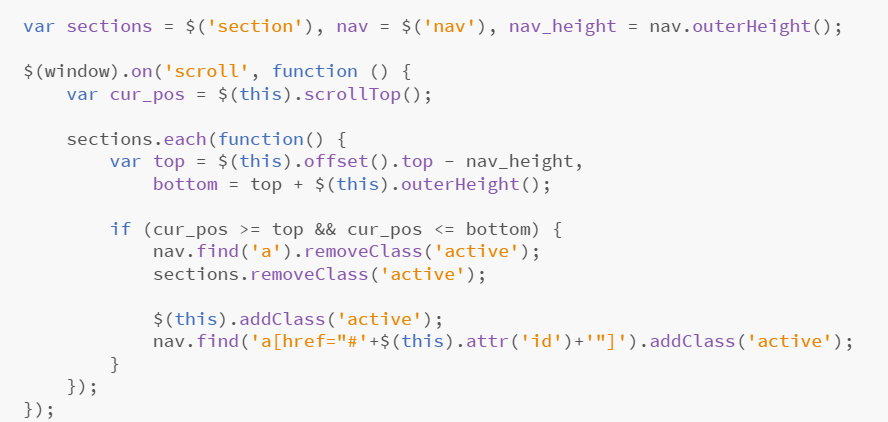 var sections = $('section'), nav = $('nav'), nav_height = nav.outerHeight();

$(window).on('scroll', function () {
    var cur_pos = $(this).scrollTop();

    sections.each(function() {
        var top = $(this).offset().top - nav_height,
            bottom = top + $(this).outerHeight();

        if (cur_pos >= top && cur_pos <= bottom) {
            nav.find('a').removeClass('active');
            sections.removeClass('active');

            $(this).addClass('active');
            nav.find('a[href="#'+$(this).attr('id')+'"]').addClass('active');
        }
    });
});